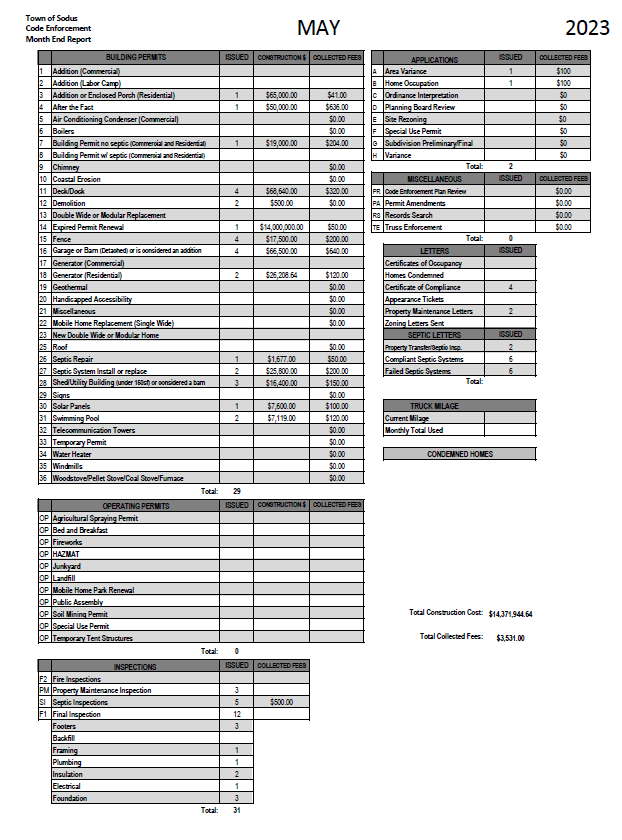 Town of Sodus
Code Enforcement
Month End Report
MAY
2023
BUILDING PERMITS ISSUED CONSTRUCTION $ COLLECTED FEES
1 Addition (Commercial)
2 Addition (Labor Camp)
3 Addition or Enclosed Porch (Residential) 1 $65,000.00 $41.00
4 After the Fact 1 $50,000.00 $636.00
5 Air Conditioning Condenser (Commercial) $0.00
6 Boilers $0.00
7 Building Permit no septic (Commercial and Residential) 1 $19,000.00 $204.00
8 Building Permit w/ septic (Commercial and Residential)
9 Chimney $0.00
10 Coastal Erosion $0.00
11 Deck/Dock 4 $68,640.00 $320.00
12 Demolition 2 $500.00 $0.00
13 Double Wide or Modular Replacement
14 Expired Permit Renewal 1 $14,000,000.00 $50.00
15 Fence 4 $17,500.00 $200.00
16 Garage or Barn (Detached) or is considered an addition 4 $66,500.00 $640.00
17 Generator (Commercial)
18 Generator (Residential) 2 $26,208.64 $120.00
19 Geothermal $0.00
20 Handicapped Accessibility $0.00
21 Miscellaneous $0.00
22 Mobile Home Replacement (Single Wide) $0.00
23 New Double Wide or Modular Home
25 Roof $0.00
26 Septic Repair 1 $1,677.00 $50.00
27 Septic System Install or replace 2 $25,800.00 $200.00
28 Shed/Utility Building (under 160sf) or considered a barn 3 $16,400.00 $150.00
29 Signs $0.00
30 Solar Panels 1 $7,600.00 $100.00
31 Swimming Pool 2 $7,119.00 $120.00
32 Telecommunication Towers $0.00
33 Temporary Permit $0.00
34 Water Heater $0.00
35 Windmills $0.00
36 Woodstove/Pellet Stove/Coal Stove/Furnace $0.00
Total: 29
OPERATING PERMITS ISSUED CONSTRUCTION $ COLLECTED FEES
OP Agricultural Spraying Permit
OP Bed and Breakfast
OP Fireworks
OP HAZMAT
OP Junkyard
OP Landfill
OP Mobile Home Park Renewal
OP Public Assembly
OP Soil Mining Permit
OP Special Use Permit
OP Temporary Tent Structures
Total: 0
INSPECTIONS ISSUED COLLECTED FEES
F2 Fire Inspections
PM Property Maintenance Inspection 3
SI Septic Inspections 5 $500.00
F1 Final Inspection 12
Footers 3
Backfill
Framing 1
Plumbing 1
Insulation 2
Electrical 1
Foundation 3
Total: 31
APPLICATIONS ISSUED COLLECTED FEES
A Area Variance 1 $100
B Home Occupation 1 $100
C Ordinance Interpretation $0
D Planning Board Review $0
E Site Rezoning $0
F Special Use Permit $0
G Subdivision Preliminary/Final $0
H Variance $0
Total: 2
MISCELLANEOUS ISSUED COLLECTED FEES
PR Code Enforcement Plan Review $0.00
PA Permit Amendments $0.00
RS Records Search $0.00
TE Truss Enforcement $0.00
Total: 0
LETTERS ISSUED
Certificates of Occupancy
Homes Condemned
Certificate of Compliance 4
Appearance Tickets
Property Maintenance Letters 2
Zoning Letters Sent
SEPTIC LETTERS ISSUED
Property Transfer/Septic Insp. 2
Compliant Septic Systems 6
Failed Septic Systems 6
Total:
TRUCK MILAGE
Current Milage
Monthly Total Used
CONDEMNED HOMES
Total Construction Cost: $14,371,944.64
Total Collected Fees: $3,531.00